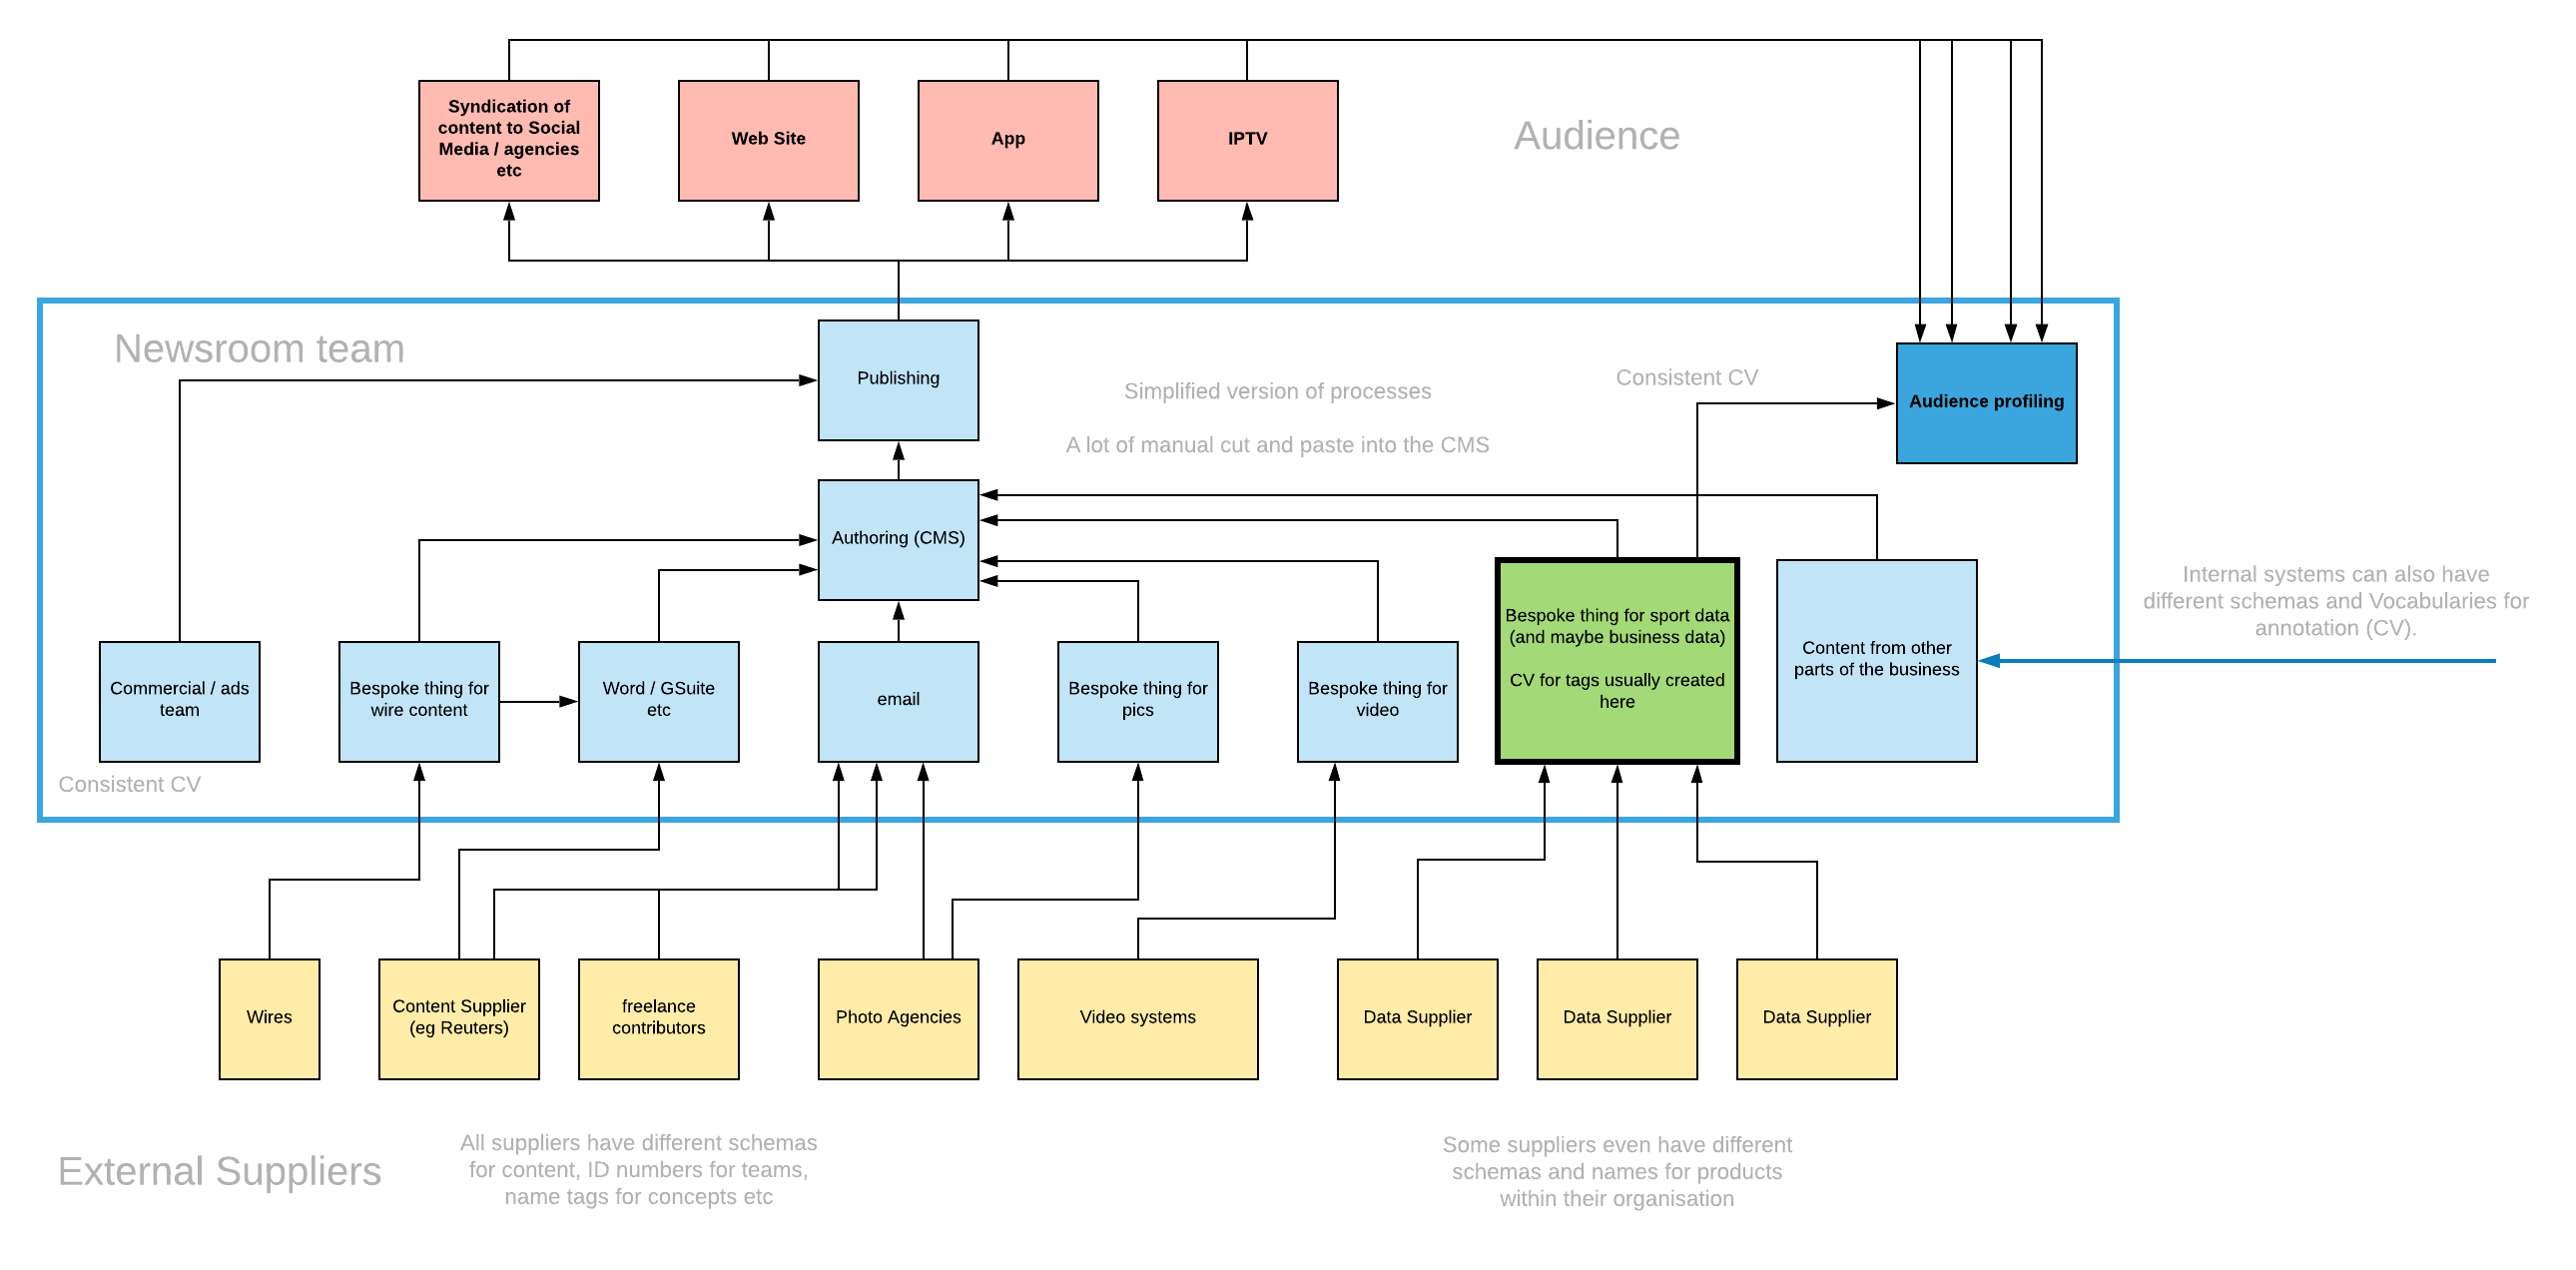 Syndication of
content to Social
Media / agencies
etc
Web Site
App
IPTV
Audience
Newsroom team
Publishing
Simplified version of processes
A lot of manual cut and paste into the CMS
Consistent CV
Audience profiling
Authoring (CMS)
Commercial / ads
team
Bespoke thing for
wire content
Word / GSuite
etc
email
Bespoke thing for
pics
Bespoke thing for
video
Bespoke thing for sport data
(and maybe business data)
CV for tags usually created
here
Content from other
parts of the business
Internal systems can also have
different schemas and Vocabularies for
annotation (CV).
Consistent CV
Wires
Content Supplier
(eg Reuters)
freelance
contributors
Photo Agencies
Video systems
Data Supplier
Data Supplier
Data Supplier
External Suppliers
All suppliers have different schemas
for content, ID numbers for teams,
name tags for concepts etc
Some suppliers even have different
schemas and names for products
within their organisation